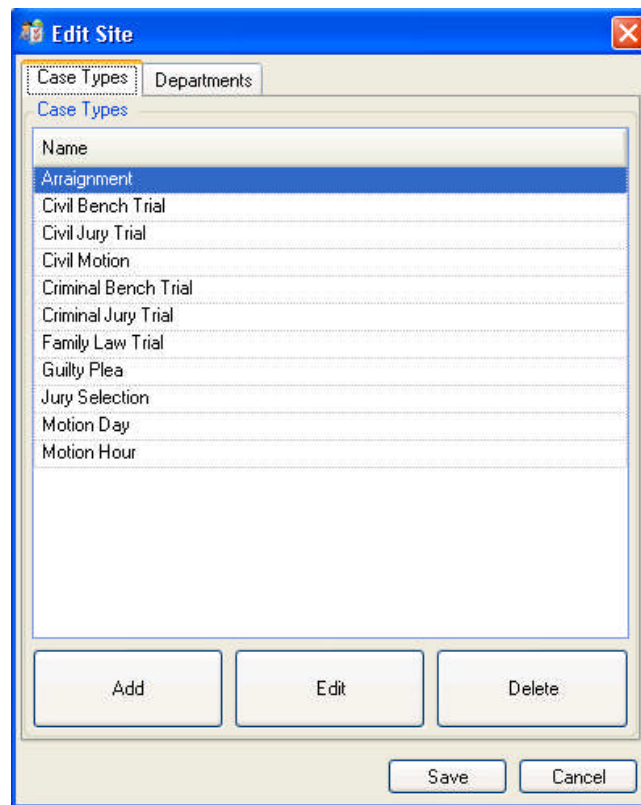 Edit Site
Case Types Departments
Case Types
Name
Arraignment
Civil Bench Trial
Civil Jury Trial
Civil Motion
Criminal Bench Trial
Criminal Jury Trial
Family Law Trial
Guilty Plea
Jury Selection
Motion Day
Motion Hour
Add Edit Delete
Save Cancel